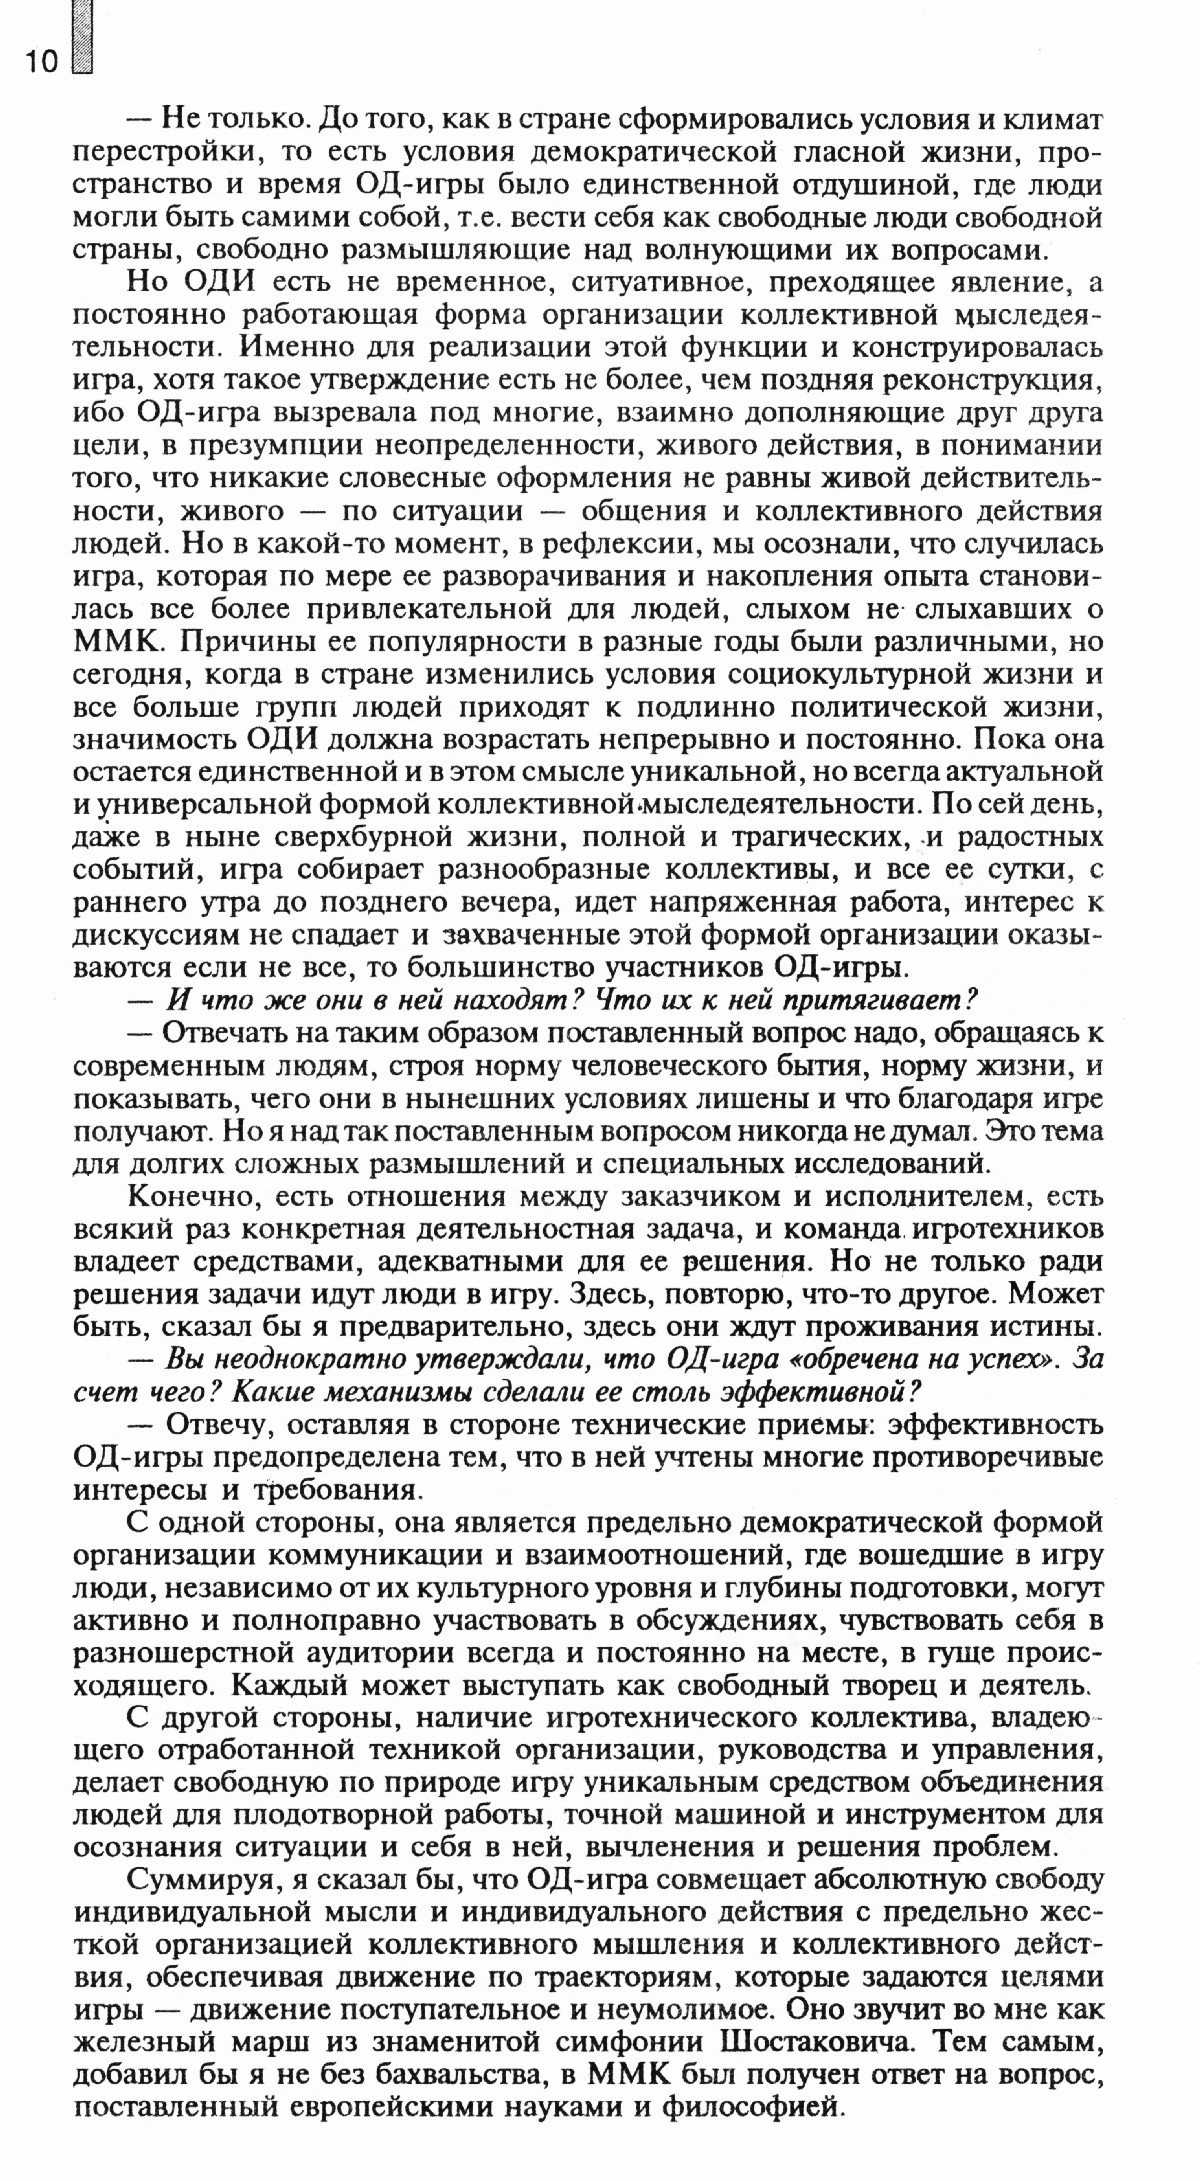 10
— Не только. До того, как в стране сформировались условия и климат
перестройки, то есть условия демократической гласной жизни, про-
странство и время ОД-игры было единственной отдушиной, где люди
могли быть самими собой, т.е. вести себя как свободные люди свободной
страны, свободно размышляющие над волнующими их вопросами.
Но ОДИ есть не временное, ситуативное, преходящее явление, а
постоянно работающая форма организации коллективной мыследея-
тельности. Именно для реализации этой функции и конструировалась
игра, хотя такое утверждение есть не более, чем поздняя реконструкция,
ибо ОД-игра вызревала под многие, взаимно дополняющие друг друга
цели, в презумпции неопределенности, живого действия, в понимании
того, что никакие словесные оформления не равны живой действитель-
ности, живого — по ситуации — общения и коллективного действия
людей. Но в какой-то момент, в рефлексии, мы осознали, что случилась
игра, которая по мере ее разворачивания и накопления опыта станови-
лась все более привлекательной для людей, слыхом не слыхавших о
ММК. Причины ее популярности в разные годы были различными, но
сегодня, когда в стране изменились условия социокультурной жизни и
все больше групп людей приходят к подлинно политической жизни,
значимость ОДИ должна возрастать непрерывно и постоянно. Пока она
остается единственной и в этом смысле уникальной, но всегда актуальной
и универсальной формой коллективной мыследеятельности. По сей день,
даже в ныне сверхбурной жизни, полной и трагических, и радостных
событий, игра собирает разнообразные коллективы, и все ее сутки, с
раннего утра до позднего вечера, идет напряженная работа, интерес к
дискуссиям не спадает и захваченные этой формой организации оказы-
ваются если не все, то большинство участников ОД-игры.
— И что же они в ней находят? Что их к ней притягивает?
— Отвечать на таким образом поставленный вопрос надо, обращаясь к
современным людям, строя норму человеческого бытия, норму жизни, и
показывать, чего они в нынешних условиях лишены и что благодаря игре
получают. Но я над так поставленным вопросом никогда не думал. Это тема
для долгих сложных размышлений и специальных исследований.
Конечно, есть отношения между заказчиком и исполнителем, есть
всякий раз конкретная деятельностная задача, и команда игротехников
владеет средствами, адекватными для ее решения. Но не только ради
решения задачи идут люди в игру. Здесь, повторю, что-то другое. Может
быть, сказал бы я предварительно, здесь они ждут проживания истины.
— Вы неоднократно утверждали, что ОД-игра «обречена на успех». За
счет чего? Какие механизмы сделали ее столь эффективной?
— Отвечу, оставляя в стороне технические приемы: эффективность
ОД-игры предопределена тем, что в ней учтены многие противоречивые
интересы и требования.
С одной стороны, она является предельно демократической формой
организации коммуникации и взаимоотношений, где вошедшие в игру
люди, независимо от их культурного уровня и глубины подготовки, могут
активно и полноправно участвовать в обсуждениях, чувствовать себя в
разношерстной аудитории всегда и постоянно на месте, в гуще проис-
ходящего. Каждый может выступать как свободный творец и деятель.
С другой стороны, наличие игротехнического коллектива, владею-
щего отработанной техникой организации, руководства и управления,
делает свободную по природе игру уникальным средством объединения
людей для плодотворной работы, точной машиной и инструментом для
осознания ситуации и себя в ней, вычленения и решения проблем.
Суммируя, я сказал бы, что ОД-игра совмещает абсолютную свободу
индивидуальной мысли и индивидуального действия с предельно жес-
ткой организацией коллективного мышления и коллективного дейст-
вия, обеспечивая движение по траекториям, которые задаются целями
игры — движение поступательное и неумолимое. Оно звучит во мне как
железный марш из знаменитой симфонии Шостаковича. Тем самым,
добавил бы я не без бахвальства, в ММК был получен ответ на вопрос,
поставленный европейскими науками и философией.